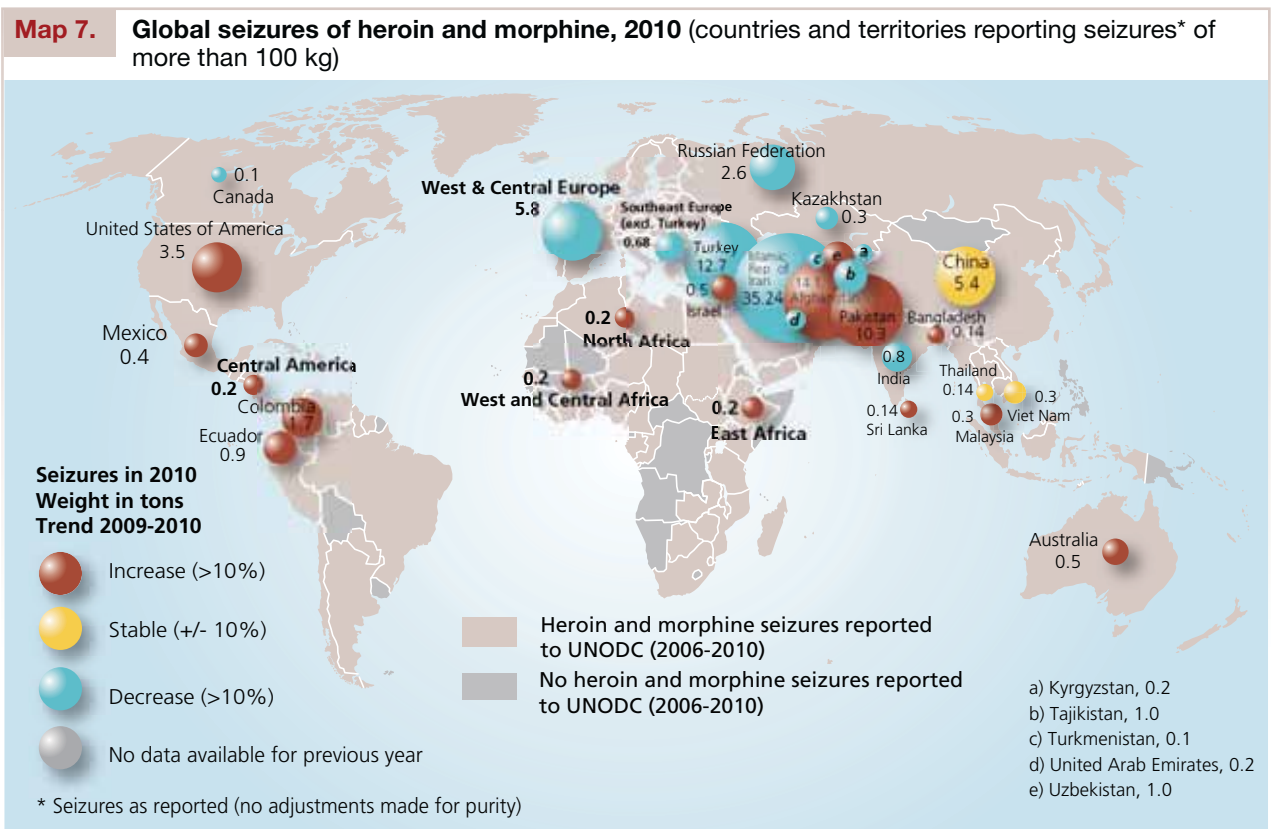 Map 7.
Global seizures of heroin and morphine, 2010 (countries and territories reporting seizures* of
more than 100 kg)
Russian Federation
2.6
0.1
Canada
West & Central Europe
5.8
Kazakhstan
0.3
Southeast Europe
(excl. Turkey)
0.68
United States of America
3.5
Turkey
12.7
Islamic
Rep. of
Iran
35.24
c
e
a
b
d
China
5.4
14.1
Afghanistan
0.5
Israel
Pakistan
10.3
Bangladesh
0.14
Mexico
0.4
0.2
North Africa
0.8
India
Central America
0.2
0.2
West and Central Africa
Thailand
0.14
0.3
Viet Nam
Colombia
1.7
0.2
East Africa
0.14
Sri Lanka
0.3
Malaysia
Ecuador
0.9
Seizures in 2010
Weight in tons
Trend 2009-2010
Increase (>10%)
Stable (+/- 10%)
Decrease (>10%)
No data available for previous year
* Seizures as reported (no adjustments made for purity)
Heroin and morphine seizures reported
to UNODC (2006-2010)
No heroin and morphine seizures reported
to UNODC (2006-2010)
Australia
0.5
a) Kyrgyzstan, 0.2
b) Tajikistan, 1.0
c) Turkmenistan, 0.1
d) United Arab Emirates, 0.2
e) Uzbekistan, 1.0